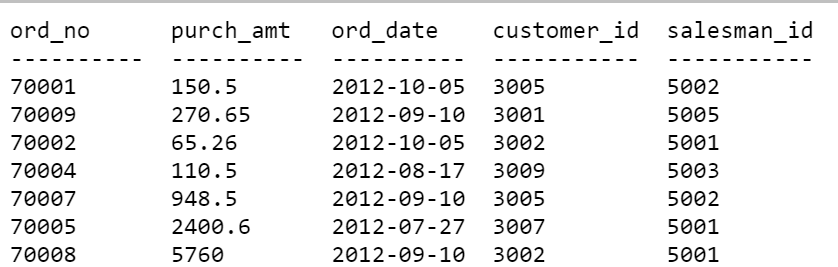 ord_no      purch_amt   ord_date    customer_id  salesman_id
----------  ----------  ----------  -----------  -----------
70001       150.5       2012-10-05  3005         5002
70009       270.65      2012-09-10  3001         5005
70002       65.26       2012-10-05  3002         5001
70004       110.5       2012-08-17  3009         5003
70007       948.5       2012-09-10  3005         5002
70005       2400.6      2012-07-27  3007         5001
70008       5760        2012-09-10  3002         5001